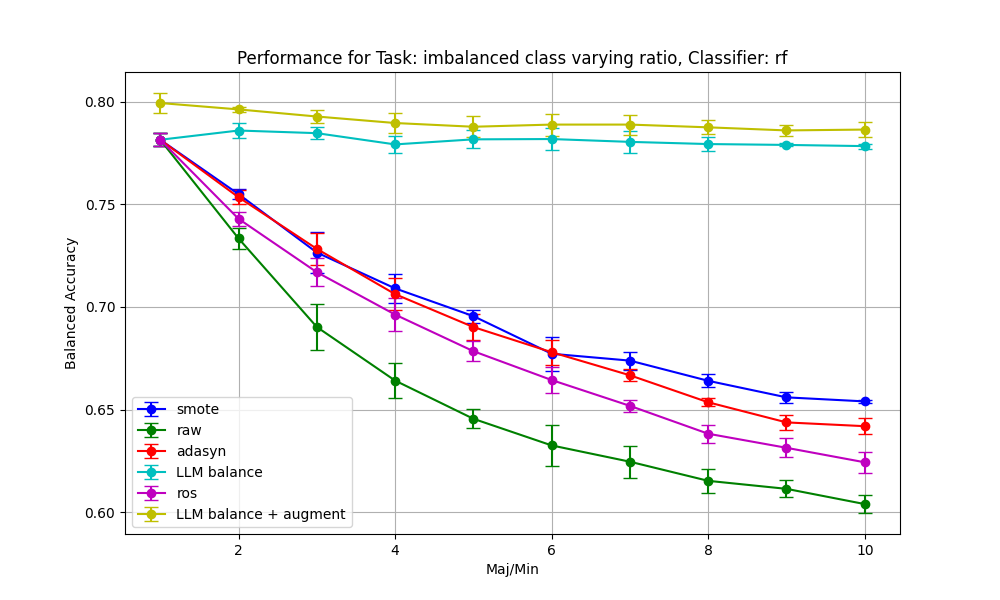 Performance for Task: imbalanced class varying ratio, Classifier: rf
0.80
0.75
0.70
0.65
0.60
Balanced Accuracy
smote
raw
adasyn
LLM balance
ros
LLM balance + augment
2
4
6
8
10
Maj/Min